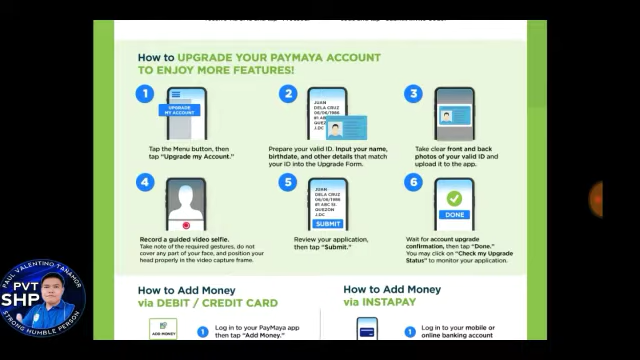 How to UPGRADE YOUR PAYMAYA ACCOUNT
TO ENJOY MORE FEATURES!
1
UPGRADE
MY ACCOUNT
Tap the Menu button, then
tap "Upgrade my Account."
2
JUAN
DELA CRUZ
Prepare your valid ID. Input your name,
birthdate, and other details that match
your ID into the Upgrade Form.
3
Take clear front and back
photos of your valid ID and
upload it to the app.
4
Record a guided video selfie.
Take note of the required gestures, do not
cover any part of your face, and position your
head properly in the video capture frame.
5
JUAN
DELA CRUZ
QUEZON
J.DC
SUBMIT
Review your application,
then tap "Submit."
6
DONE
Wait for account upgrade
confirmation, then tap "Done."
You may click on "Check my Upgrade
Status" to monitor your application.
How to Add Money
via DEBIT / CREDIT CARD
ADD MONEY
1
Log in to your PayMaya app
then tap "Add Money."
How to Add Money
via INSTAPAY
1
Log in to your mobile or
online banking account
PAUL VALENTINO TANAMOR
PVT
SHP
STRONG HUMBLE PERSON